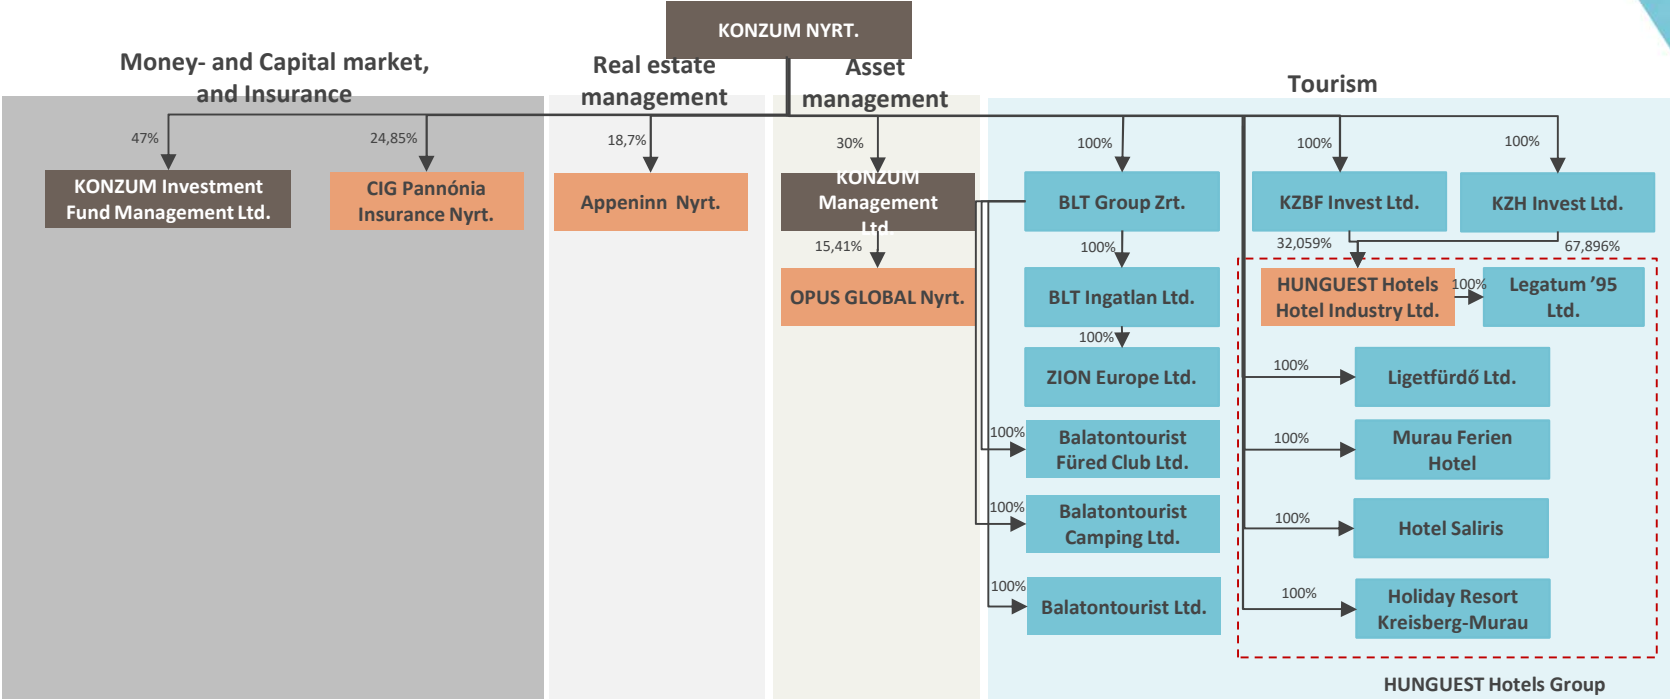 KONZUM NYRT.
Money- and Capital market,
and Insurance
Real estate
management
Asset
management
Tourism
47%
24,85%
18,7%
30%
100%
100%
100%
KONZUM Investment
Fund Management Ltd.
CIG Pannónia
Insurance Nyrt.
Appeninn Nyrt.
KONZUM
Management
Ltd.
BLT Group Zrt.
KZBF Invest Ltd.
KZH Invest Ltd.
15,41%
100%
32,059%
67,896%
OPUS GLOBAL Nyrt.
BLT Ingatlan Ltd.
HUNGUEST Hotels
Hotel Industry Ltd.
100%
Legatum ’95
Ltd.
100%
ZION Europe Ltd.
100%
Ligetfürdő Ltd.
100%
Balatontourist
Füred Club Ltd.
100%
Murau Ferien
Hotel
100%
Balatontourist
Camping Ltd.
100%
Hotel Saliris
100%
Balatontourist Ltd.
100%
Holiday Resort
Kreisberg-Murau
HUNGUEST Hotels Group